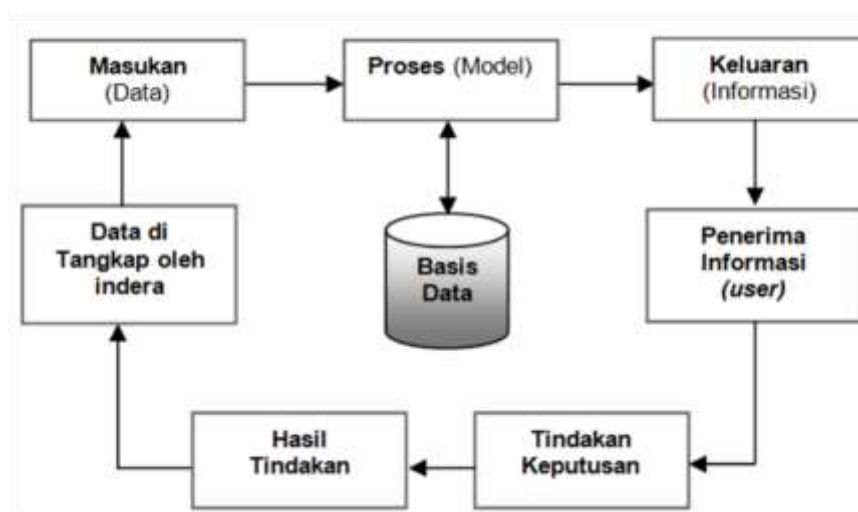 Masukan
(Data)
Proses (Model)
Keluaran
(Informasi)
Data di
Tangkap oleh
indera
Basis
Data
Penerima
Informasi
(user)
Hasil
Tindakan
Tindakan
Keputusan